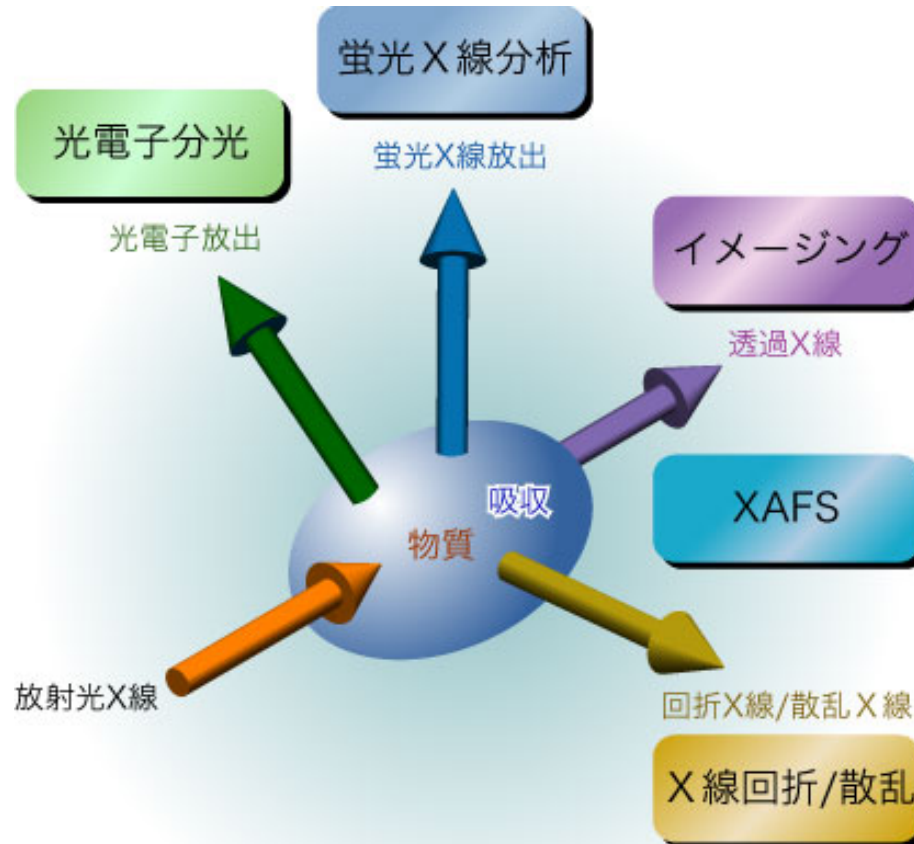 蛍光X線分析
蛍光X線放出
光電子分光
光電子放出
イメージング
透過X線
吸収
XAFS
物質
放射光X線
回折X線/散乱X線
X線回折/散乱